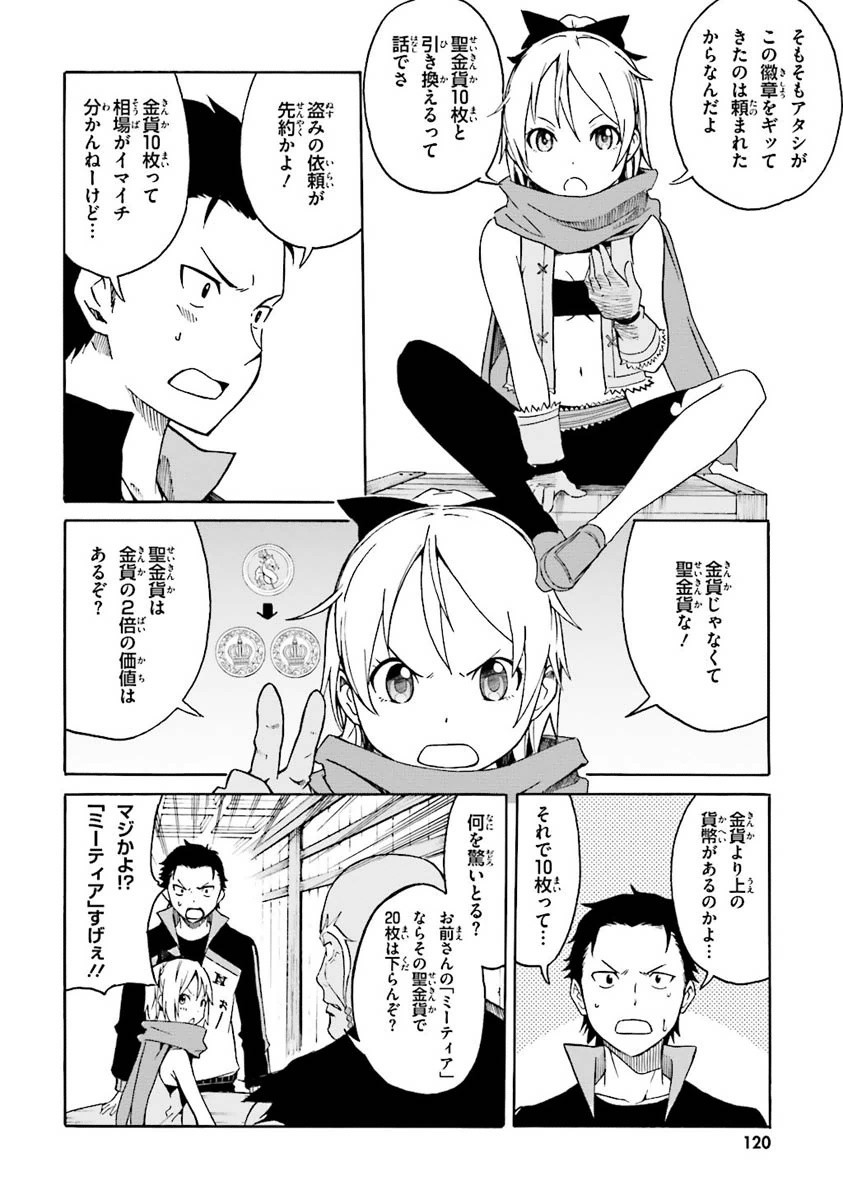 そもそもアタシが
この徽章をギッて
きたのは頼まれた
からなんだよ
聖金貨10枚と
引き換えるって
話でさ
盗みの依頼が
先約かよ!
金貨10枚って
相場がイマイチ
分かんねーけど…
金貨じゃなくて
聖金貨な!
聖金貨は
金貨の2倍の価値は
あるぞ?
金貨より上の
貨幣があるのかよ…
それで10枚って…
何を驚いとる?
お前さんの「ミーティア」
ならその聖金貨で
20枚は下らんぞ?
マジかよ!?
「ミーティア」すげぇ!!
120